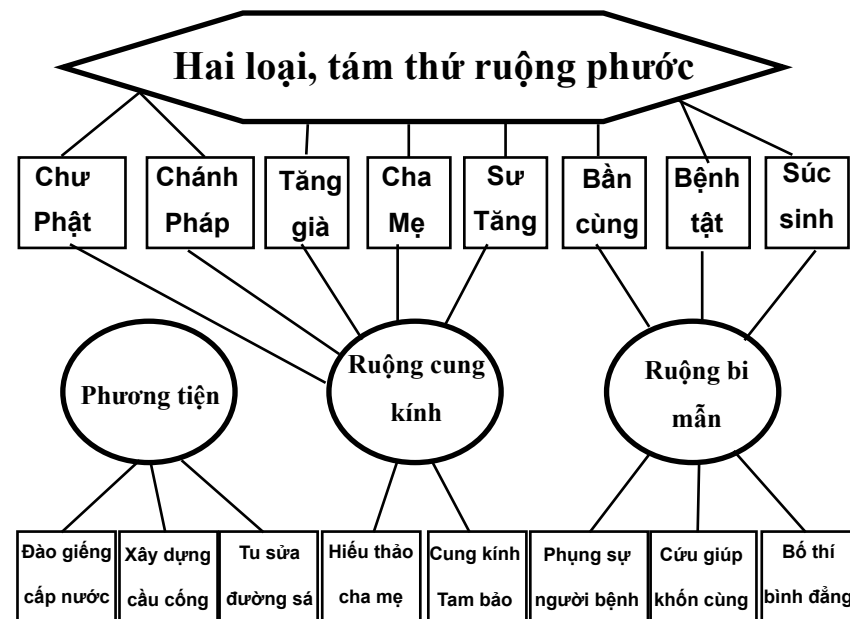 Hai loại, tám thứ ruộng phước
Chư
Phật
Chánh
Pháp
Tăng
già
Cha
Mẹ
Sư
Tăng
Bần
cùng
Bệnh
tật
Súc
sinh
Phương tiện
Ruộng cung
kính
Ruộng bi
mẫn
Đào giếng
cấp nước
Xây dựng
cầu cống
Tu sửa
đường sá
Hiếu thảo
cha mẹ
Cung kính
Tam bảo
Phụng sự
người bệnh
Cứu giúp
khốn cùng
Bố thí
bình đẳng